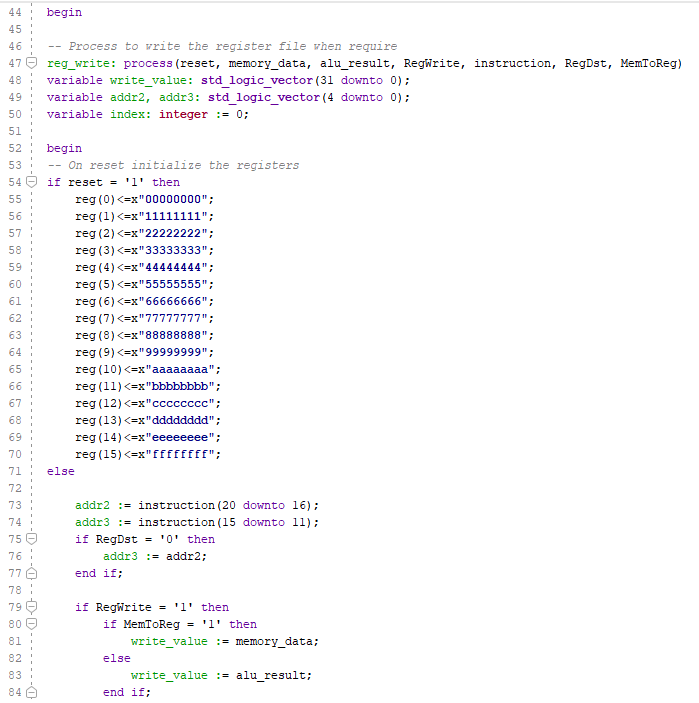 44 begin
45
46 -- Process to write the register file when require
47 reg_write: process(reset, memory_data, alu_result, RegWrite, instruction, RegDst, MemToReg)
48 variable write_value: std_logic_vector(31 downto 0);
49 variable addr2, addr3: std_logic_vector(4 downto 0);
50 variable index: integer := 0;
51
52 begin
53 -- On reset initialize the registers
54 if reset = '1' then
55 reg(0)<=x"00000000";
56 reg(1)<=x"11111111";
57 reg(2)<=x"22222222";
58 reg(3)<=x"33333333";
59 reg(4)<=x"44444444";
60 reg(5)<=x"55555555";
61 reg(6)<=x"66666666";
62 reg(7)<=x"77777777";
63 reg(8)<=x"88888888";
64 reg(9)<=x"99999999";
65 reg(10)<=x"aaaaaaaa";
66 reg(11)<=x"bbbbbbbb";
67 reg(12)<=x"cccccccc";
68 reg(13)<=x"dddddddd";
69 reg(14)<=x"eeeeeeee";
70 reg(15)<=x"ffffffff";
71 else
72
73 addr2 := instruction(20 downto 16);
74 addr3 := instruction(15 downto 11);
75 if RegDst = '0' then
76 addr3 := addr2;
77 end if;
78
79 if RegWrite = '1' then
80 if MemToReg = '1' then
81 write_value := memory_data;
82 else
83 write_value := alu_result;
84 end if;